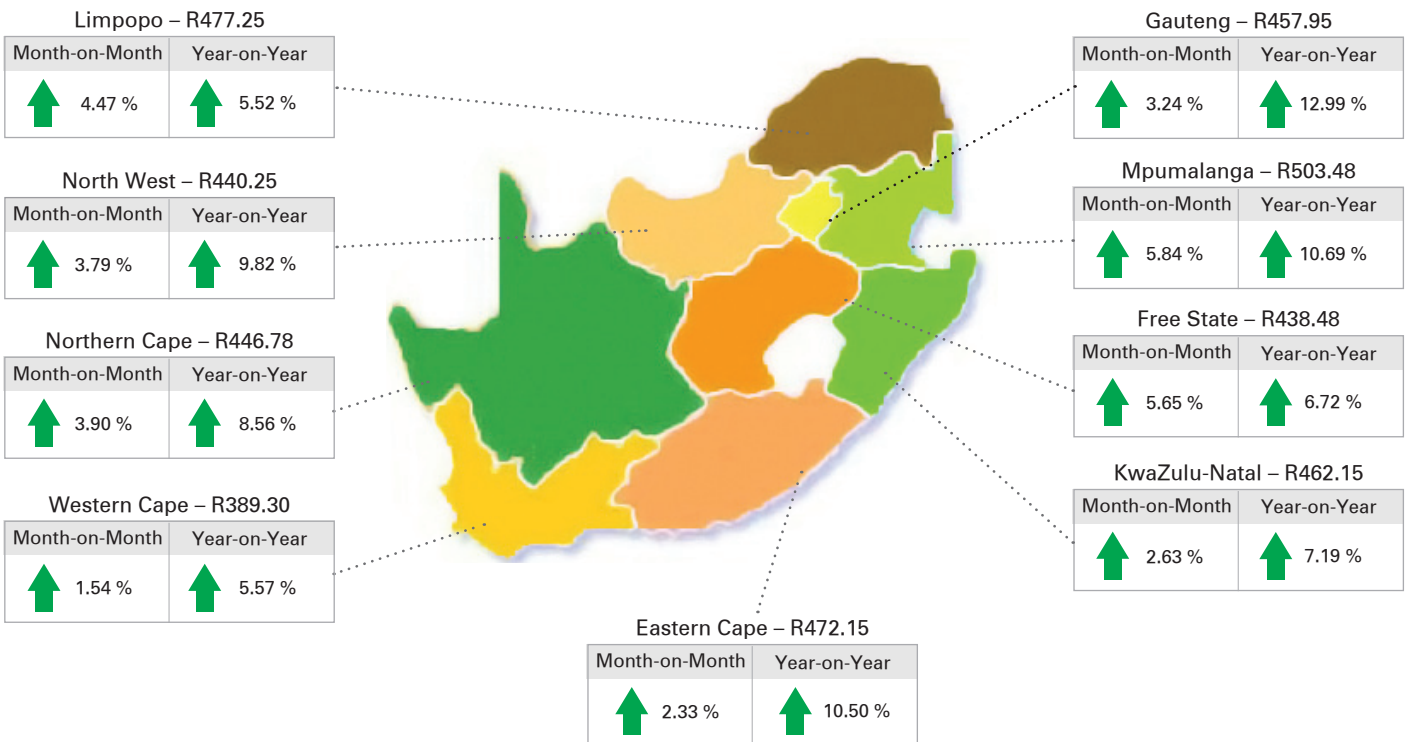 Limpopo – R477.25
Month-on-Month Year-on-Year
4.47 % 5.52 %
North West – R440.25
Month-on-Month Year-on-Year
3.79 % 9.82 %
Northern Cape – R446.78
Month-on-Month Year-on-Year
3.90 % 8.56 %
Western Cape – R389.30
Month-on-Month Year-on-Year
1.54 % 5.57 %
Gauteng – R457.95
Month-on-Month Year-on-Year
3.24 % 12.99 %
Mpumalanga – R503.48
Month-on-Month Year-on-Year
5.84 % 10.69 %
Free State – R438.48
Month-on-Month Year-on-Year
5.65 % 6.72 %
KwaZulu-Natal – R462.15
Month-on-Month Year-on-Year
2.63 % 7.19 %
Eastern Cape – R472.15
Month-on-Month Year-on-Year
2.33 % 10.50 %